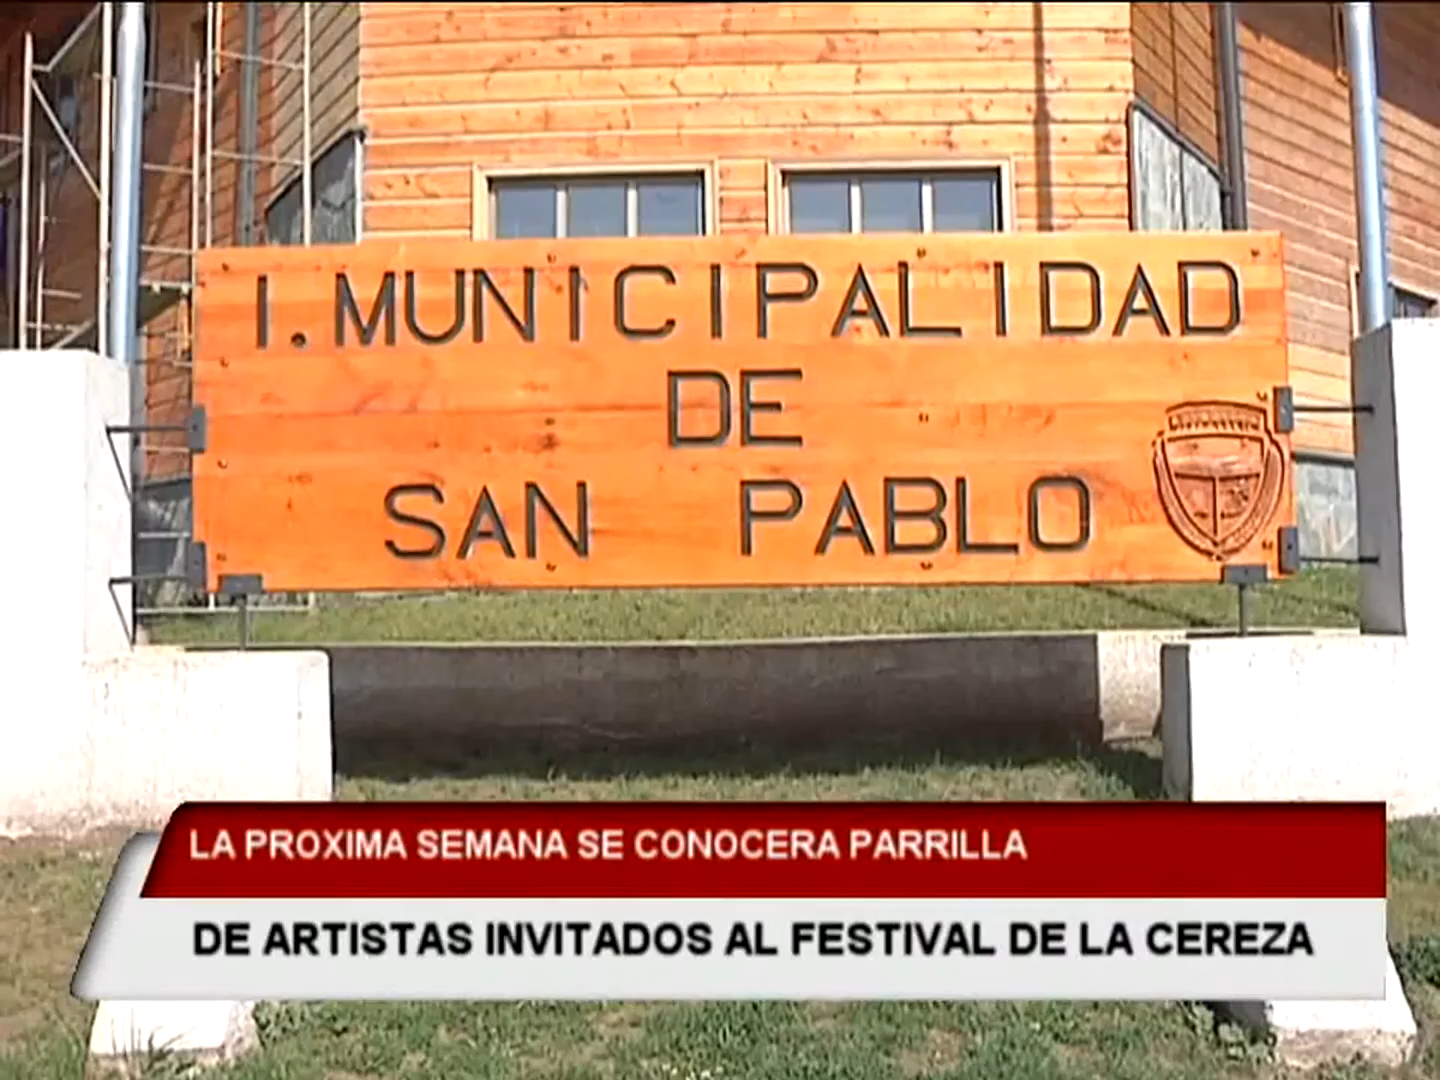 I. MUNICIPALIDAD
DE
SAN PABLO
LA PROXIMA SEMANA SE CONOCERA PARRILLA
DE ARTISTAS INVITADOS AL FESTIVAL DE LA CEREZA